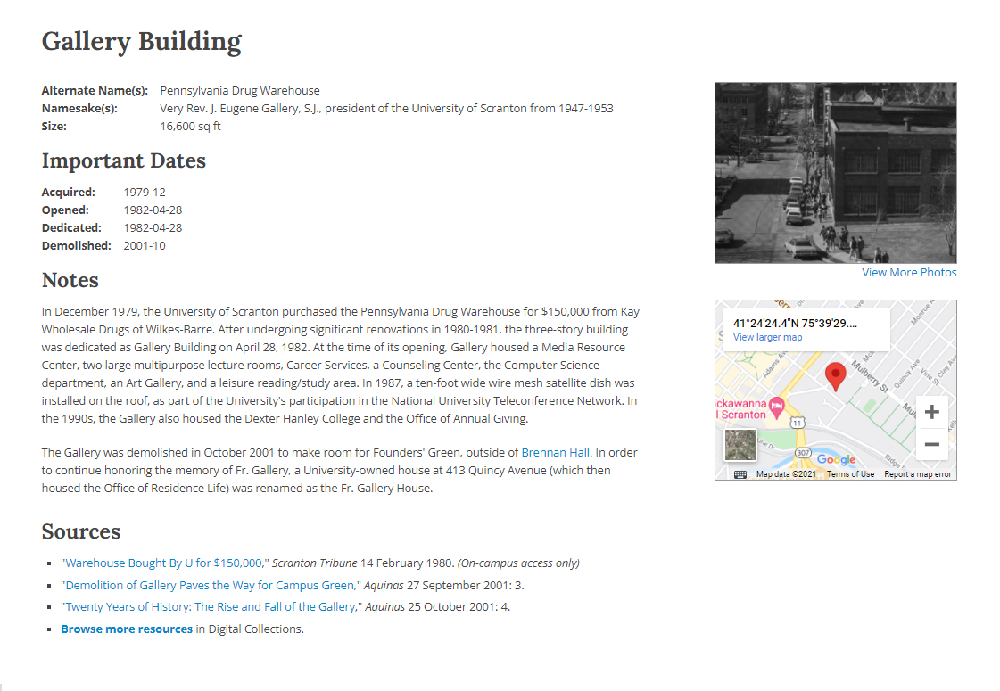 Gallery Building
Alternate Name(s): Pennsylvania Drug Warehouse
Namesake(s): Very Rev. J. Eugene Gallery, S.J., president of the University of Scranton from 1947-1953
Size: 16,600 sq ft
Important Dates
Acquired: 1979-12
Opened: 1982-04-28
Dedicated: 1982-04-28
Demolished: 2001-10
Notes
In December 1979, the University of Scranton purchased the Pennsylvania Drug Warehouse for $150,000 from Kay
Wholesale Drugs of Wilkes-Barre. After undergoing significant renovations in 1980-1981, the three-story building
was dedicated as Gallery Building on April 28, 1982. At the time of its opening, Gallery housed a Media Resource
Center, two large multipurpose lecture rooms, Career Services, a Counseling Center, the Computer Science
department, an Art Gallery, and a leisure reading/study area. In 1987, a ten-foot wide wire mesh satellite dish was
installed on the roof, as part of the University's participation in the National University Teleconference Network. In
the 1990s, the Gallery also housed the Dexter Hanley College and the Office of Annual Giving.
The Gallery was demolished in October 2001 to make room for Founders' Green, outside of Brennan Hall. In order
to continue honoring the memory of Fr. Gallery, a University-owned house at 413 Quincy Avenue (which then
housed the Office of Residence Life) was renamed as the Fr. Gallery House.
Sources
"Warehouse Bought By U for $150,000," Scranton Tribune 14 February 1980. (On-campus access only)
"Demolition of Gallery Paves the Way for Campus Green," Aquinas 27 September 2001: 3.
"Twenty Years of History: The Rise and Fall of the Gallery," Aquinas 25 October 2001: 4.
Browse more resources in Digital Collections.
View More Photos
41°24'24.4"N 75°39'29....
View larger map
Monroe A
Adams Av
Mulberry St
Quincy Ave
View St
Clay Ave
Mul
ckawanna
l Scranton
11
ne Dr
307
Ridge
Google
Map data ©2021
Terms of Use
Report a map error